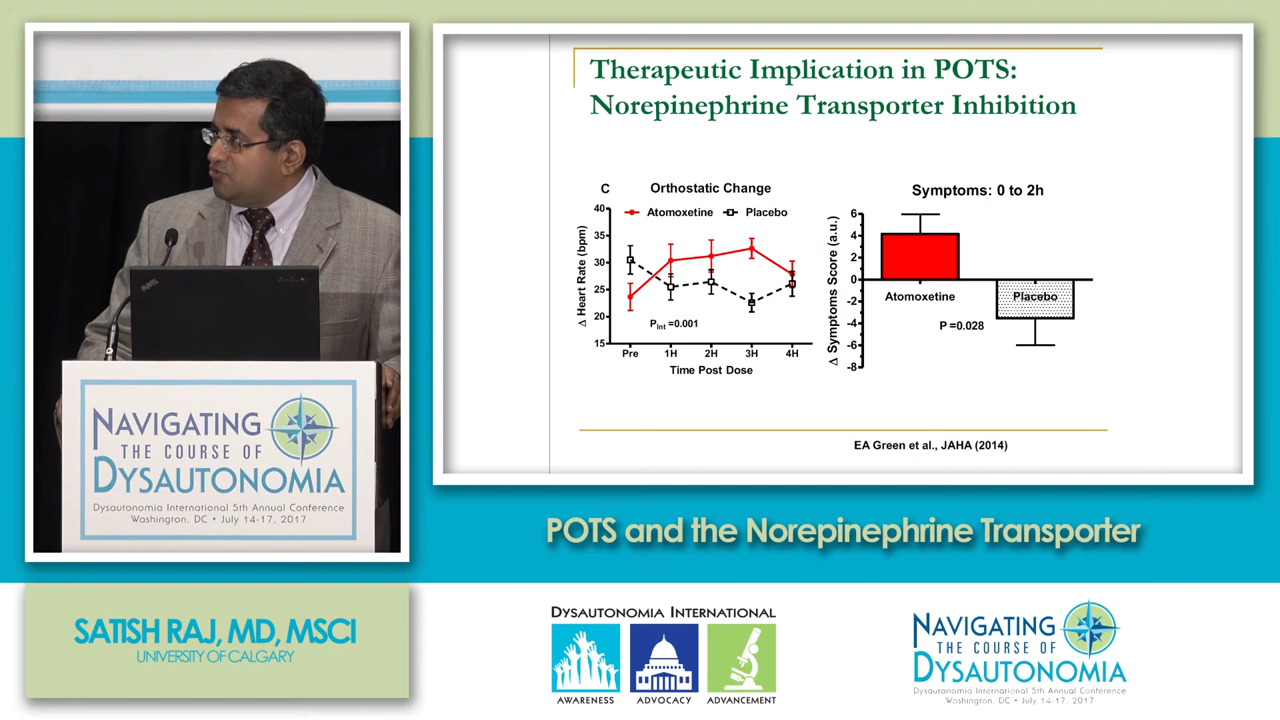 Therapeutic Implication in POTS:
Norepinephrine Transporter Inhibition
C
Orthostatic Change
Atomoxetine
Placebo
Δ Heart Rate (bpm)
40
35
30
25
20
15
PInt =0.001
Pre
1H
2H
3H
4H
Time Post Dose
Symptoms: 0 to 2h
Δ Symptoms Score (a.u.)
6
4
2
0
-2
-4
-6
-8
Atomoxetine
Placebo
P =0.028
EA Green et al., JAHA (2014)
NAVIGATING
THE COURSE OF
DYSAUTONOMIA
Dysautonomia International 5th Annual Conference
Washington, DC • July 14-17, 2017
POTS and the Norepinephrine Transporter
SATISH RAJ, MD, MSCI
UNIVERSITY OF CALGARY
DYSAUTONOMIA INTERNATIONAL
AWARENESS
ADVOCACY
ADVANCEMENT
NAVIGATING
THE COURSE OF
DYSAUTONOMIA
Dysautonomia International 5th Annual Conference
Washington, DC • July 14-17, 2017